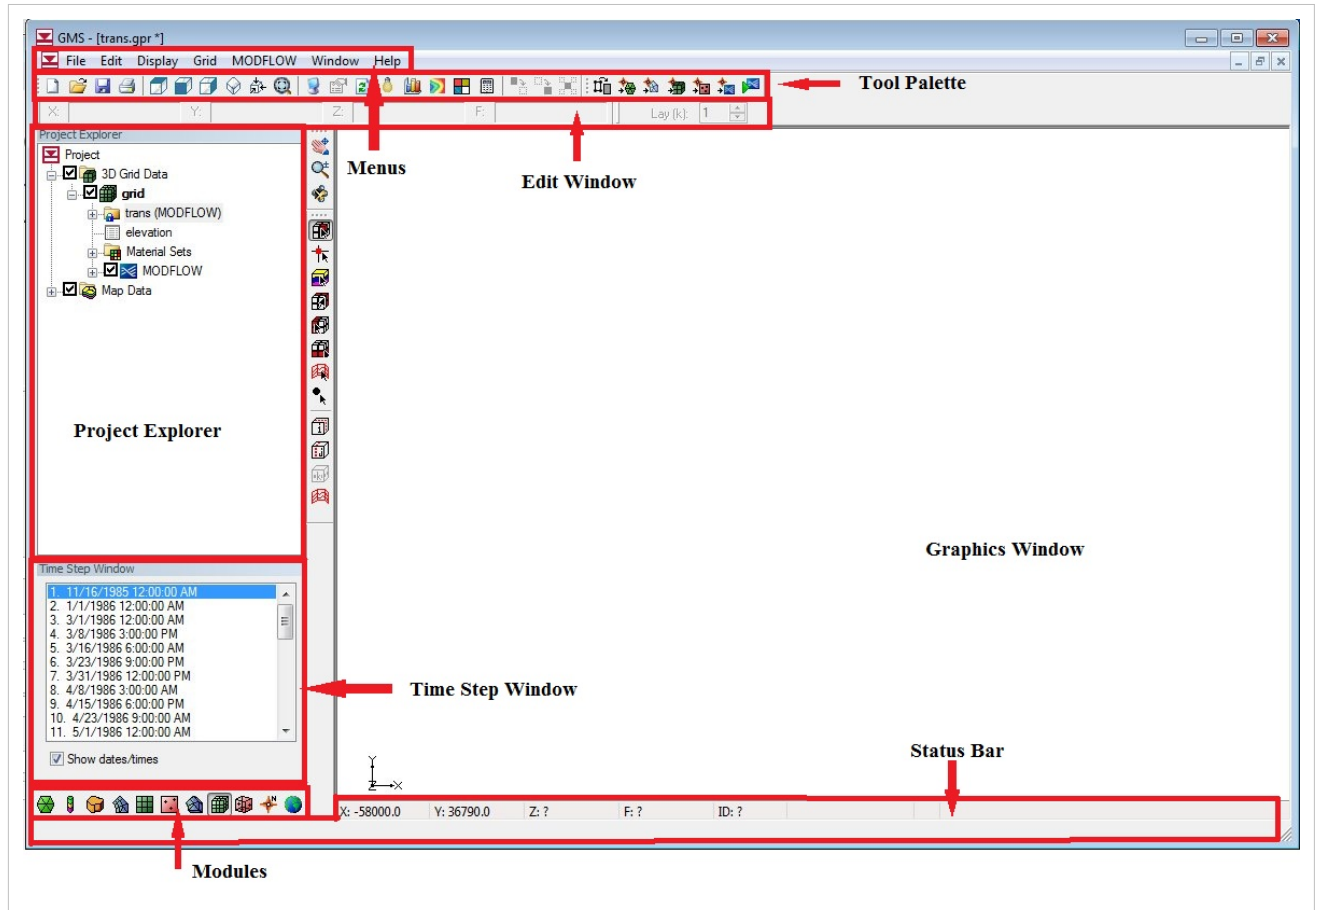 GMS - [trans.gpr *]
File Edit Display Grid MODFLOW Window Help
Tool Palette
X: Y: Z: F: Lay (k): 1
Project Explorer
Project
3D Grid Data
grid
trans (MODFLOW)
elevation
Material Sets
MODFLOW
Map Data
Menus
Edit Window
Project Explorer
Graphics Window
Time Step Window
1. 11/16/1985 12:00:00 AM
2. 1/1/1986 12:00:00 AM
3. 3/1/1986 12:00:00 AM
4. 3/8/1986 3:00:00 PM
5. 3/16/1986 6:00:00 AM
6. 3/23/1986 9:00:00 PM
7. 3/31/1986 12:00:00 PM
8. 4/8/1986 3:00:00 AM
9. 4/15/1986 6:00:00 PM
10. 4/23/1986 9:00:00 AM
11. 5/1/1986 12:00:00 AM
Show dates/times
Time Step Window
Status Bar
Y
Z X
X: -58000.0 Y: 36790.0 Z: ? F: ? ID: ?
Modules